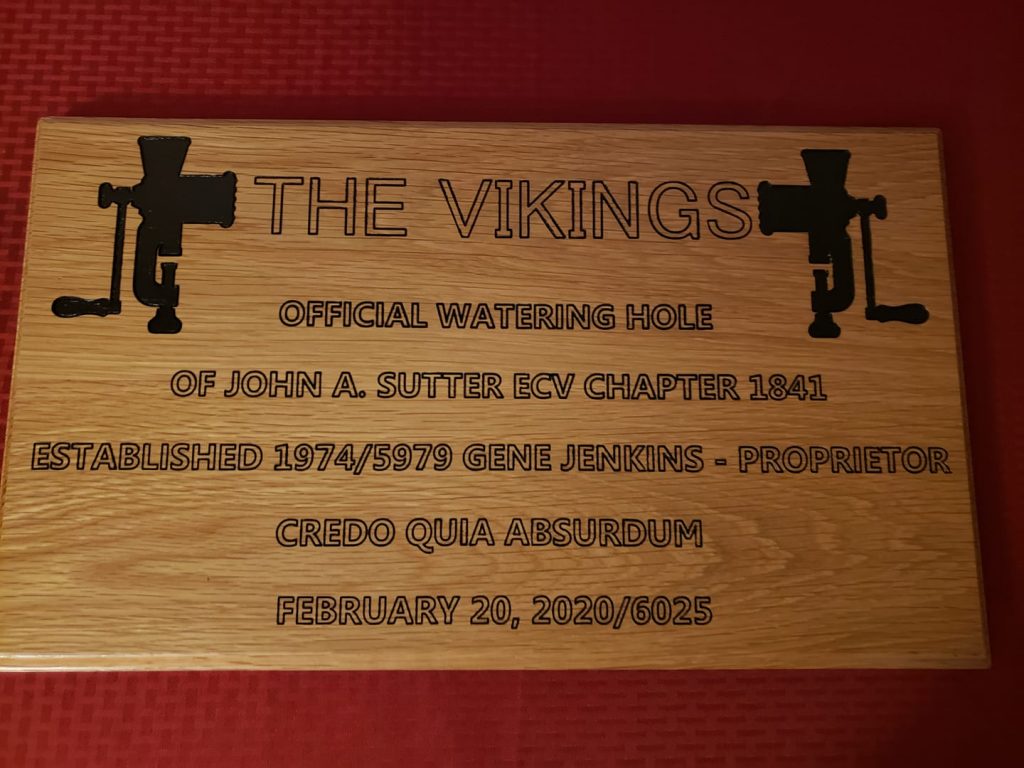 THE VIKINGS
OFFICIAL WATERING HOLE
OF JOHN A. SUTTER ECV CHAPTER 1841
ESTABLISHED 1974/5979 GENE JENKINS - PROPRIETOR
CREDO QUIA ABSURDUM
FEBRUARY 20, 2020/6025